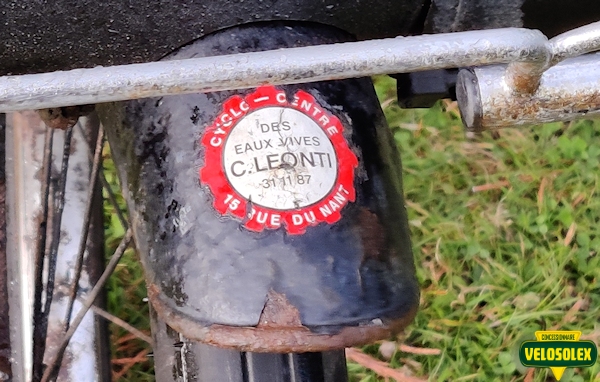 CYCLO - CENTRE
DES
EAUX VIVES
C. LEONTI
31 11 87
15 RUE DU NANT
CONCESSIONNAIRE
VELOSOLEX